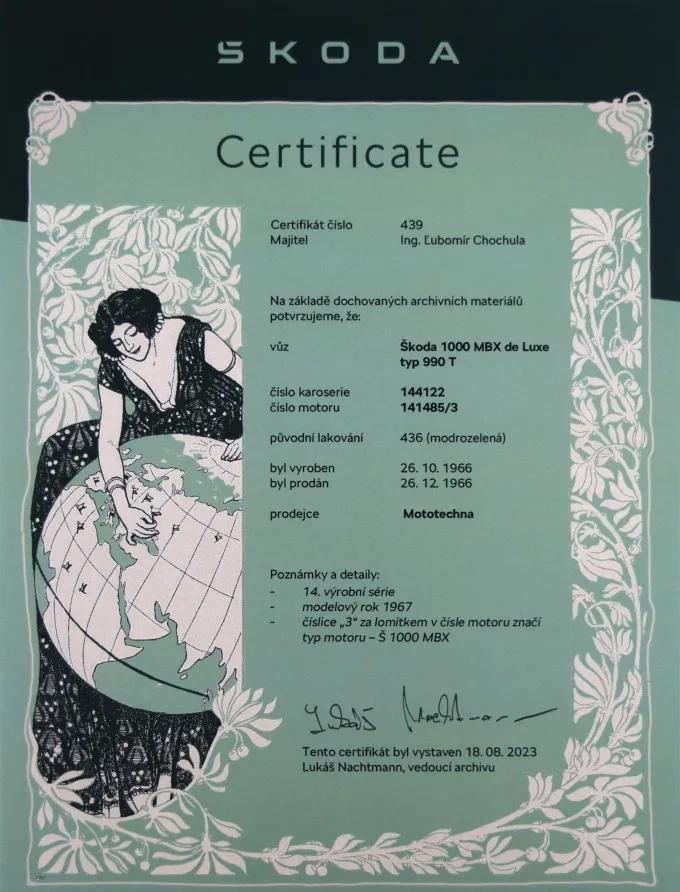 ŠKODA
Certificate
Certifikát číslo 439
Majitel Ing. Ľubomír Chochula
Na základě dochovaných archivních materiálů
potvrzujeme, že:
vůz Škoda 1000 MBX de Luxe
typ 990 T
číslo karoserie 144122
číslo motoru 141485/3
původní lakování 436 (modrozelená)
byl vyroben 26. 10. 1966
byl prodán 26. 12. 1966
prodejce Mototechna
Poznámky a detaily:
- 14. výrobní série
- modelový rok 1967
- číslice „3“ za lomítkem v čísle motoru značí
typ motoru – Š 1000 MBX
Lukáš Nachtmann
Tento certifikát byl vystaven 18. 08. 2023
Lukáš Nachtmann, vedoucí archivu